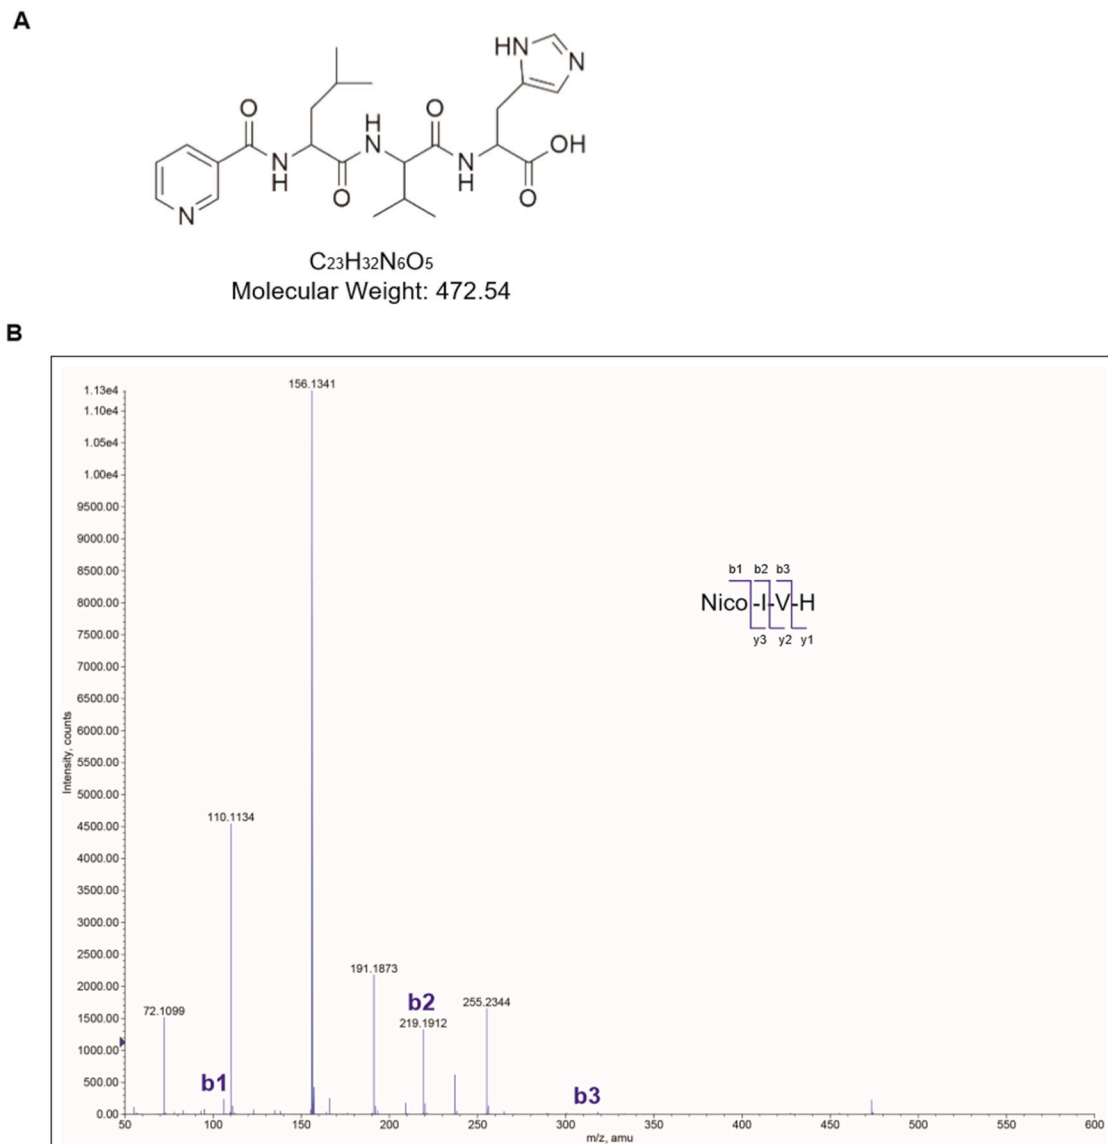 A
O
H
N
O
HN
N
N
H
O
N
H
O
OH
O
N
C23H32N6O5
Molecular Weight: 472.54
B
156.1341
1.13e4
1.10e4
1.05e4
1.00e4
9500.00
9000.00
8500.00
8000.00
7500.00
7000.00
6500.00
6000.00
5500.00
5000.00
4500.00
4000.00
3500.00
3000.00
2500.00
2000.00
1500.00
1000.00
500.00
0.00
Intensity, counts
b1 b2 b3
Nico-I-V-H
y3 y2 y1
110.1134
191.1873
b2
255.2344
72.1099
219.1912
b1
b3
50 100 150 200 250 300 350 400 450 500 550 600
m/z, amu